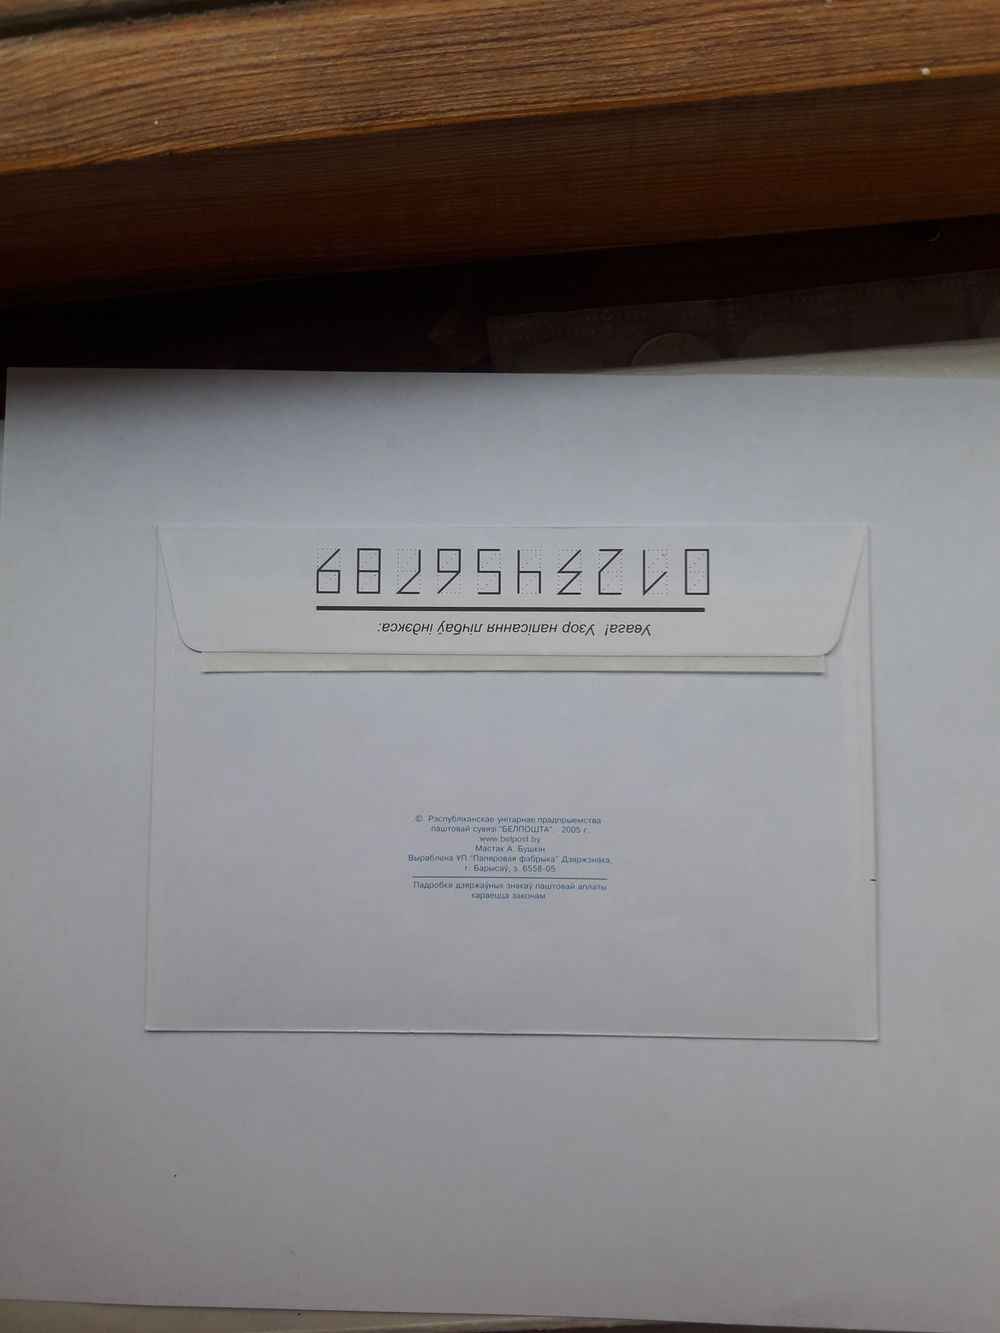 Увага! Узор напісання лічбаў індэкса:
0123456789
© Рэспубліканскае унітарнае прадпрыемства
паштовай сувязі "БЕЛПОШТА", 2005 г.
www.belpost.by
Мастак А. Бушкін
Выраблена УП "Папяровая фабрыка" Дзяржзнака,
г. Барысаў, з. 6558-05
Падробка дзяржаўных знакаў паштовай аплаты
караецца законам